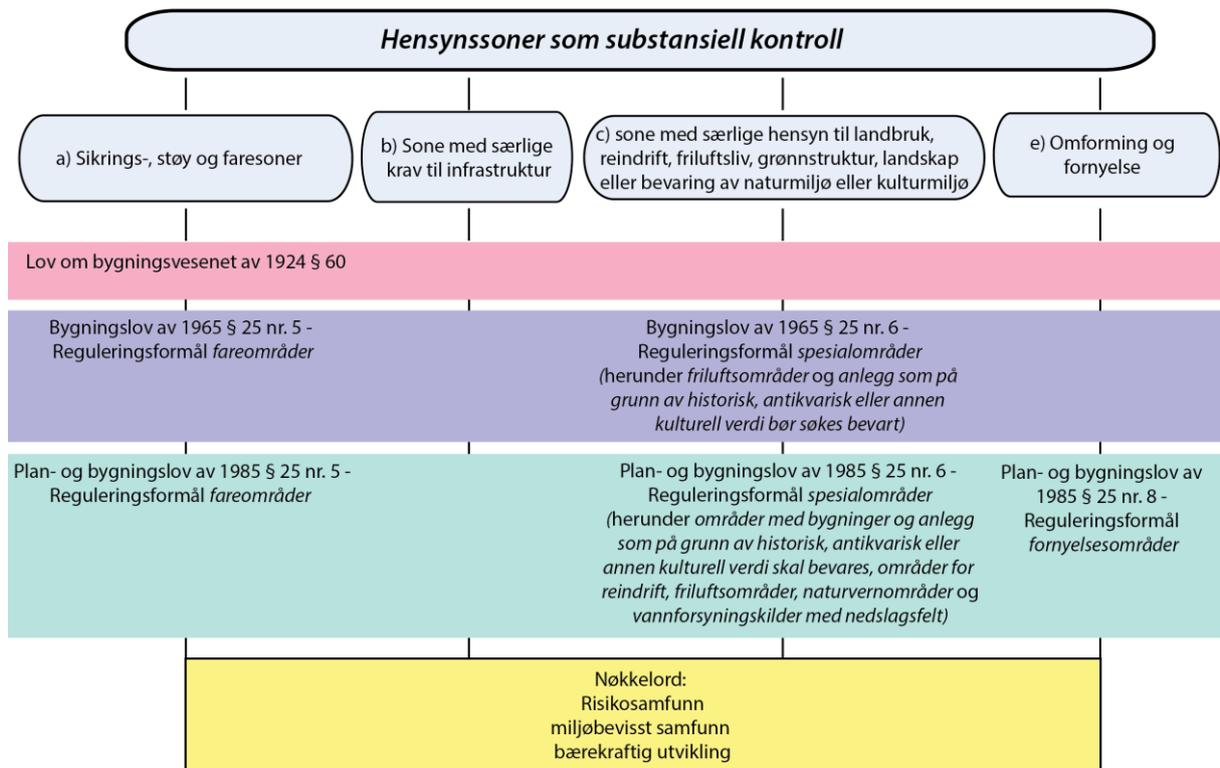 Hensynssoner som substansiell kontroll
a) Sikrings-, støy og faresoner
b) Sone med særlige
krav til infrastruktur
c) sone med særlige hensyn til landbruk,
reindrift, friluftsliv, grønnstruktur, landskap
eller bevaring av naturmiljø eller kulturmiljø
e) Omforming og
fornyelse
Lov om bygningsvesenet av 1924 § 60
Bygningslov av 1965 § 25 nr. 5 -
Reguleringsformål fareområder
Bygningslov av 1965 § 25 nr. 6 -
Reguleringsformål spesialområder
(herunder friluftsområder og anlegg som på
grunn av historisk, antikvarisk eller annen
kulturell verdi bør søkes bevart)
Plan- og bygningslov av 1985 § 25 nr. 5 -
Reguleringsformål fareområder
Plan- og bygningslov av 1985 § 25 nr. 6 -
Reguleringsformål spesialområder
(herunder områder med bygninger og anlegg
som på grunn av historisk, antikvarisk eller
annen kulturell verdi skal bevares, områder for
reindrift, friluftsområder, naturvernområder og
vannforsyningskilder med nedslagsfelt)
Plan- og bygningslov av
1985 § 25 nr. 8 -
Reguleringsformål
fornyelsesområder
Nøkkelord:
Risikosamfunn
miljøbevisst samfunn
bærekraftig utvikling